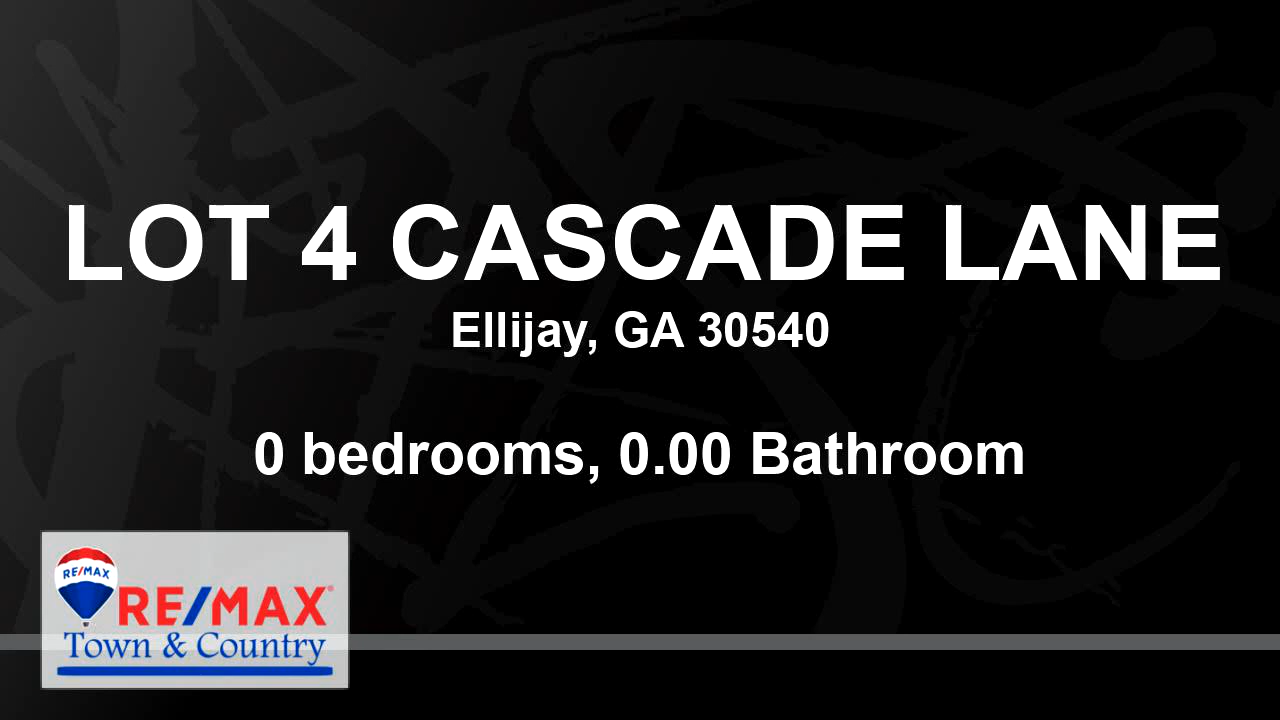 LOT 4 CASCADE LANE
Ellijay, GA 30540
0 bedrooms, 0.00 Bathroom
RE/MAX
RE/MAX®
Town & Country